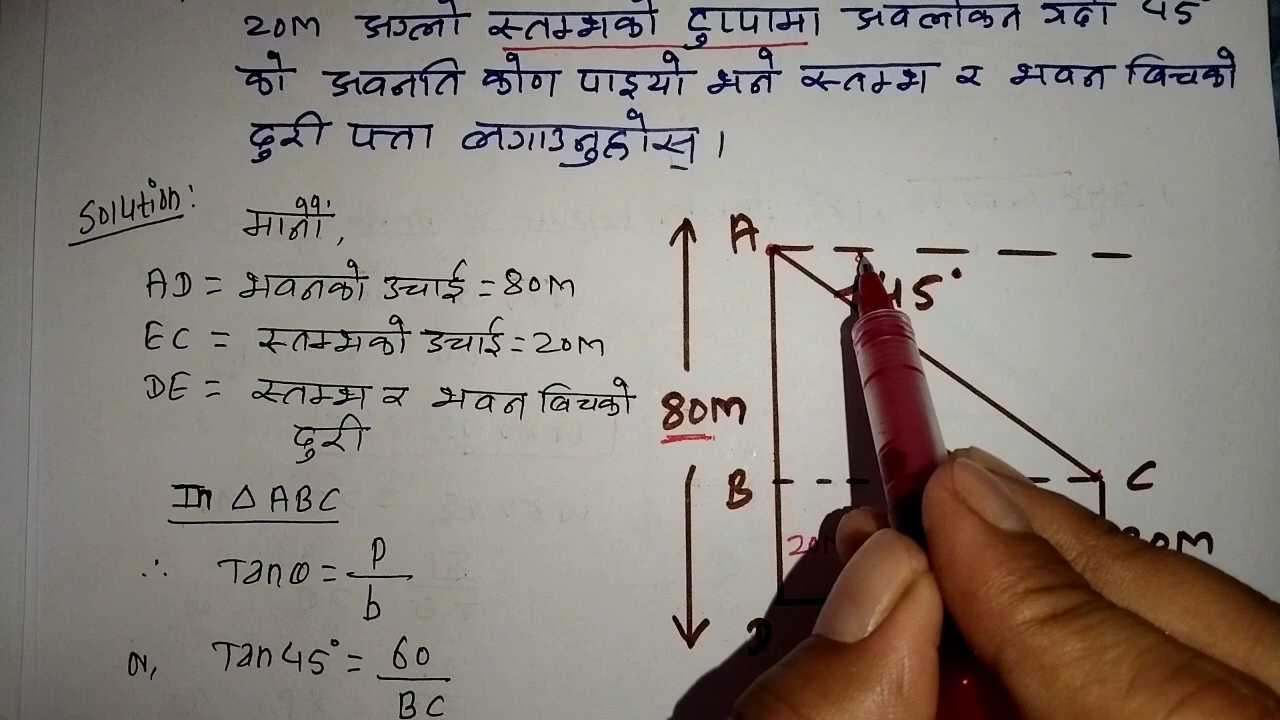 20M अग्लो स्तम्भको टुप्पामा अवलोकन गर्दा 45°
को अवनति कोण पाइयो भने स्तम्भ र भवन बिचको
दुरी पत्ता लगाउनुहोस्।
Solution:
मानौं,
AD = भवनको उचाई = 80M
EC = स्तम्भको उचाई = 20M
DE = स्तम्भ र भवन बिचको
दुरी
In △ ABC
∴ Tanθ = p/b
or, Tan45° = 60/BC
A
45°
80M
B
C
20M
D